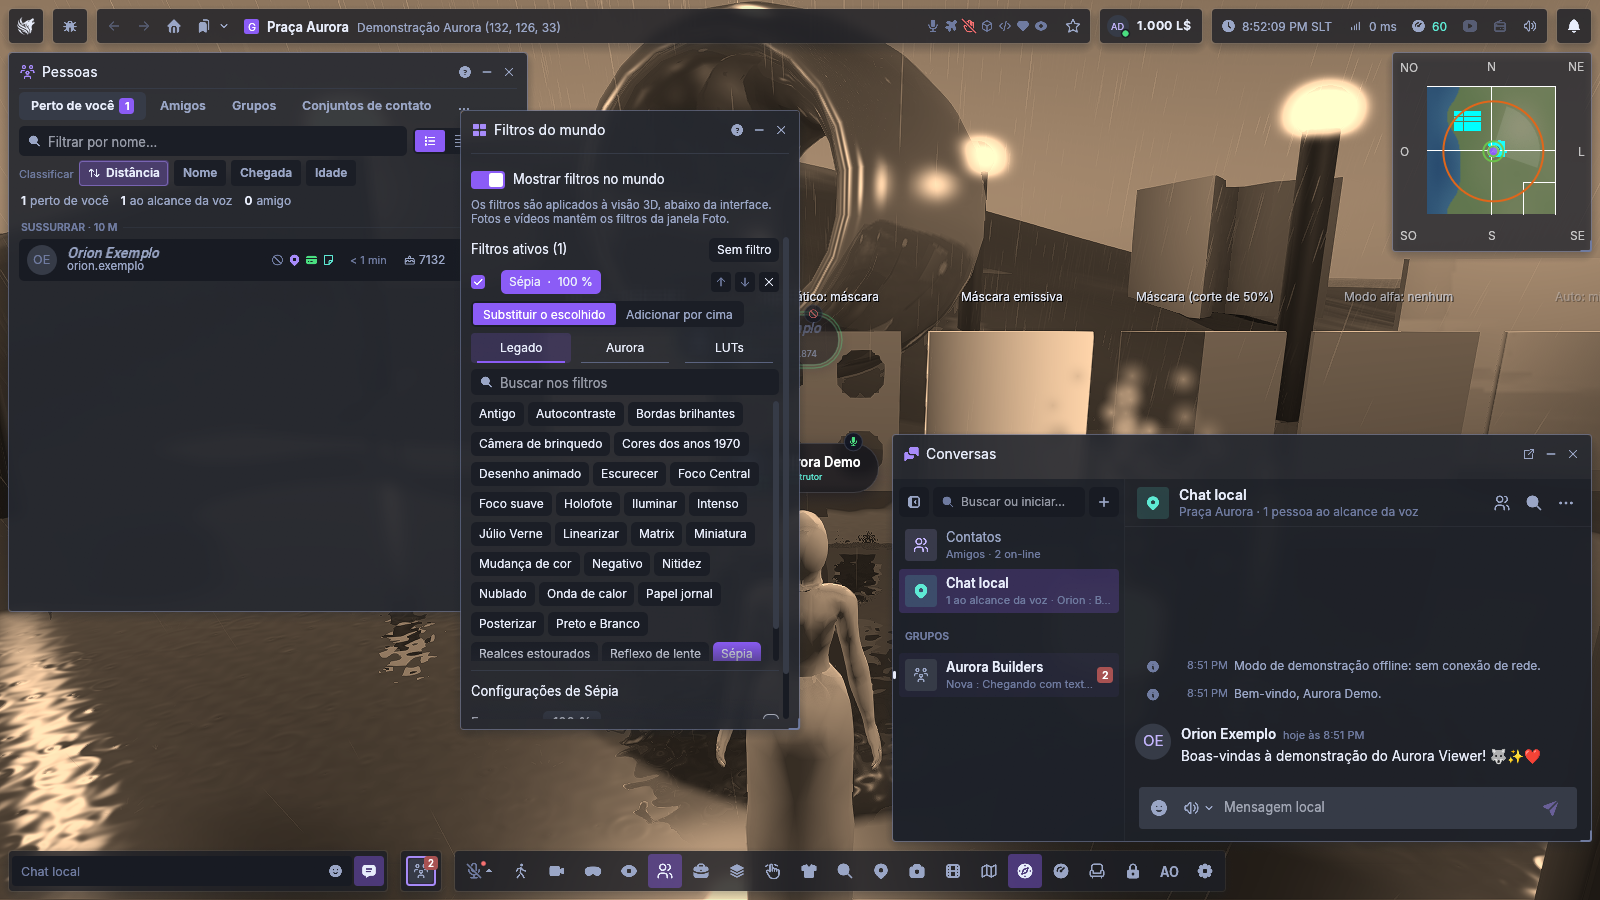 G Praça Aurora Demonstração Aurora (132, 126, 33)
AD 1.000 L$
8:52:09 PM SLT 0 ms 60
Pessoas
Perto de você 1 Amigos Grupos Conjuntos de contato ...
Filtrar por nome...
Classificar Distância Nome Chegada Idade
1 perto de você 1 ao alcance da voz 0 amigo
SUSSURRAR · 10 M
OE Orion Exemplo
orion.exemplo
< 1 min 7132
Filtros do mundo
Mostrar filtros no mundo
Os filtros são aplicados à visão 3D, abaixo da interface.
Fotos e vídeos mantêm os filtros da janela Foto.
Filtros ativos (1) Sem filtro
Sépia · 100 %
Substituir o escolhido Adicionar por cima
Legado Aurora LUTs
Buscar nos filtros
Antigo Autocontraste Bordas brilhantes
Câmera de brinquedo Cores dos anos 1970
Desenho animado Escurecer Foco Central
Foco suave Holofote Iluminar Intenso
Júlio Verne Linearizar Matrix Miniatura
Mudança de cor Negativo Nitidez
Nublado Onda de calor Papel jornal
Posterizar Preto e Branco
Realces estourados Reflexo de lente Sépia
Configurações de Sépia
NO N NE
O L
SO S SE
ático: máscara
Máscara emissiva
Máscara (corte de 50%)
Modo alfa: nenhum
Auto: m
plo
874
ora Demo
trutor
Conversas
Buscar ou iniciar...
Contatos
Amigos · 2 on-line
Chat local
1 ao alcance da voz · Orion : B...
GRUPOS
Aurora Builders
Nova : Chegando com text... 2
Chat local
Praça Aurora · 1 pessoa ao alcance da voz
8:51 PM Modo de demonstração offline: sem conexão de rede.
8:51 PM Bem-vindo, Aurora Demo.
OE Orion Exemplo hoje às 8:51 PM
Boas-vindas à demonstração do Aurora Viewer! 🐺✨❤️
Mensagem local
Chat local
2
AO